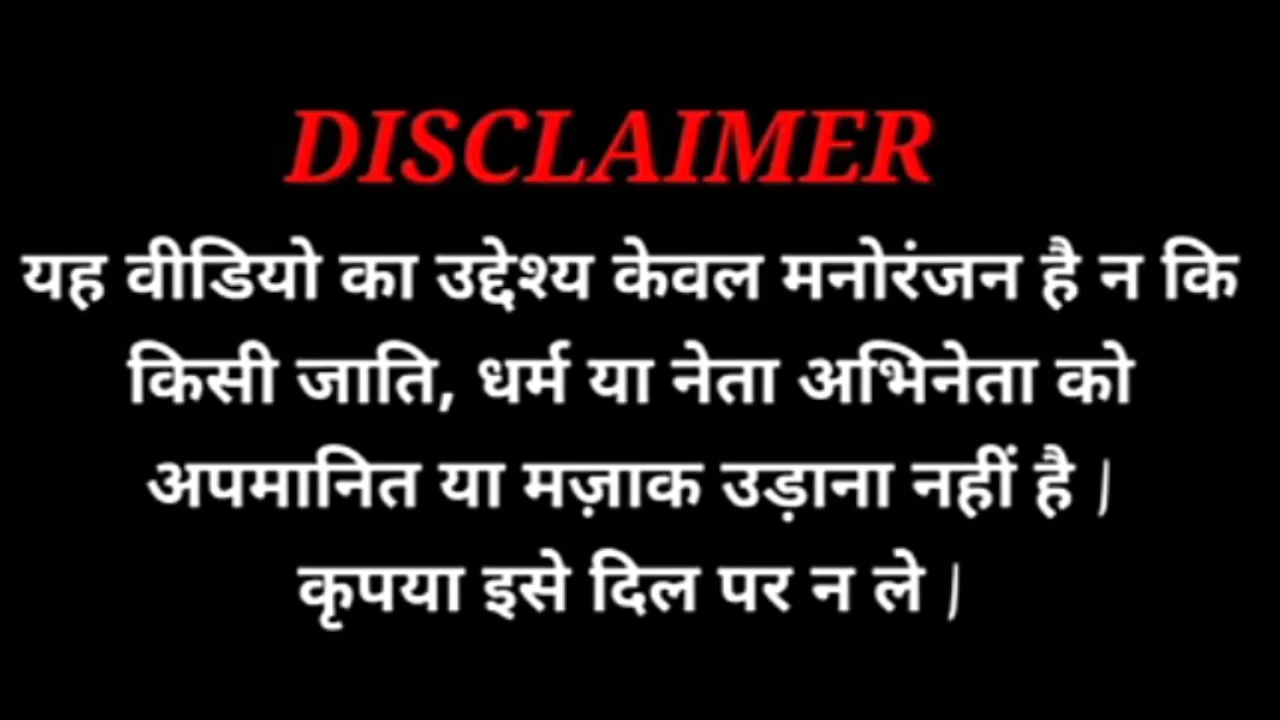 DISCLAIMER
यह वीडियो का उद्देश्य केवल मनोरंजन है न कि
किसी जाति, धर्म या नेता अभिनेता को
अपमानित या मज़ाक उड़ाना नहीं है |
कृपया इसे दिल पर न ले |